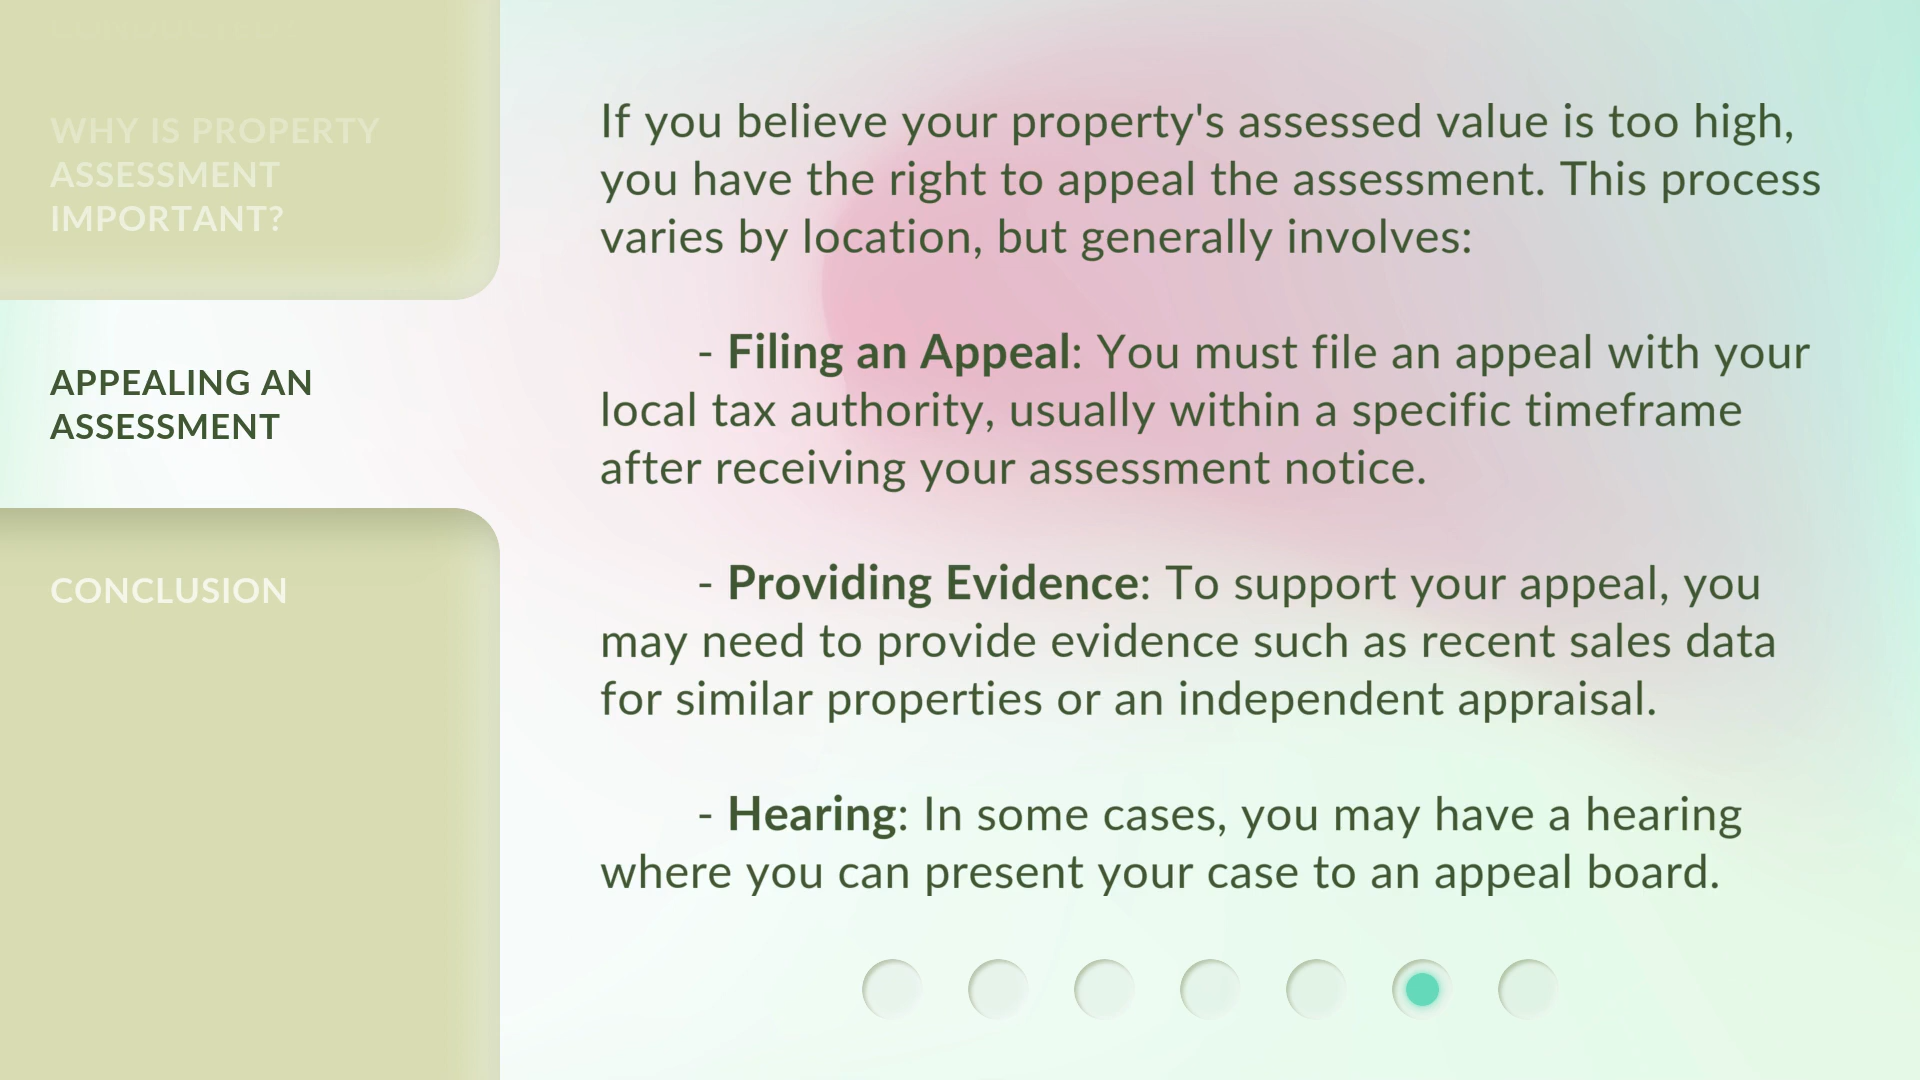 WHY IS PROPERTY
ASSESSMENT
IMPORTANT?
APPEALING AN
ASSESSMENT
CONCLUSION
If you believe your property's assessed value is too high,
you have the right to appeal the assessment. This process
varies by location, but generally involves:
- Filing an Appeal: You must file an appeal with your
local tax authority, usually within a specific timeframe
after receiving your assessment notice.
- Providing Evidence: To support your appeal, you
may need to provide evidence such as recent sales data
for similar properties or an independent appraisal.
- Hearing: In some cases, you may have a hearing
where you can present your case to an appeal board.